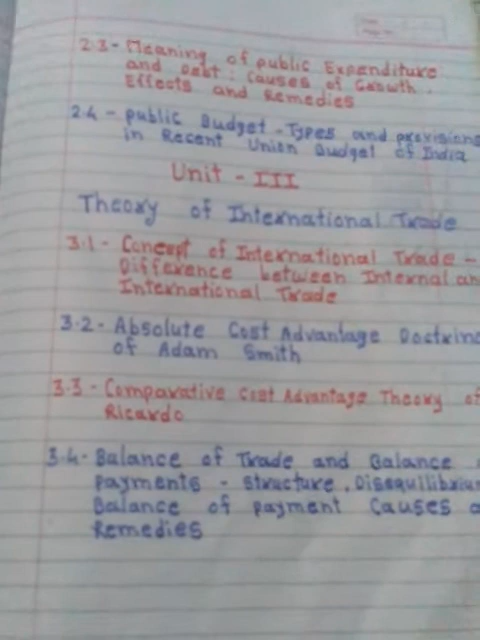 2.3 - Meaning of public Expenditure
and Debt : Causes of Growth.
Effects and Remedies
2.4 - public Budget - Types and provisions
in Recent Union Budget of India
Unit - III
Theory of International Trade
3.1 - Concept of International Trade -
Difference between Internal an
International Trade
3.2 - Absolute Cost Advantage Doctrin
of Adam Smith
3.3 - Comparative Cost Advantage Theory of
Ricardo
3.4 - Balance of Trade and Balance
payments - Structure, Disequilibrium
Balance of payment Causes a
Remedies